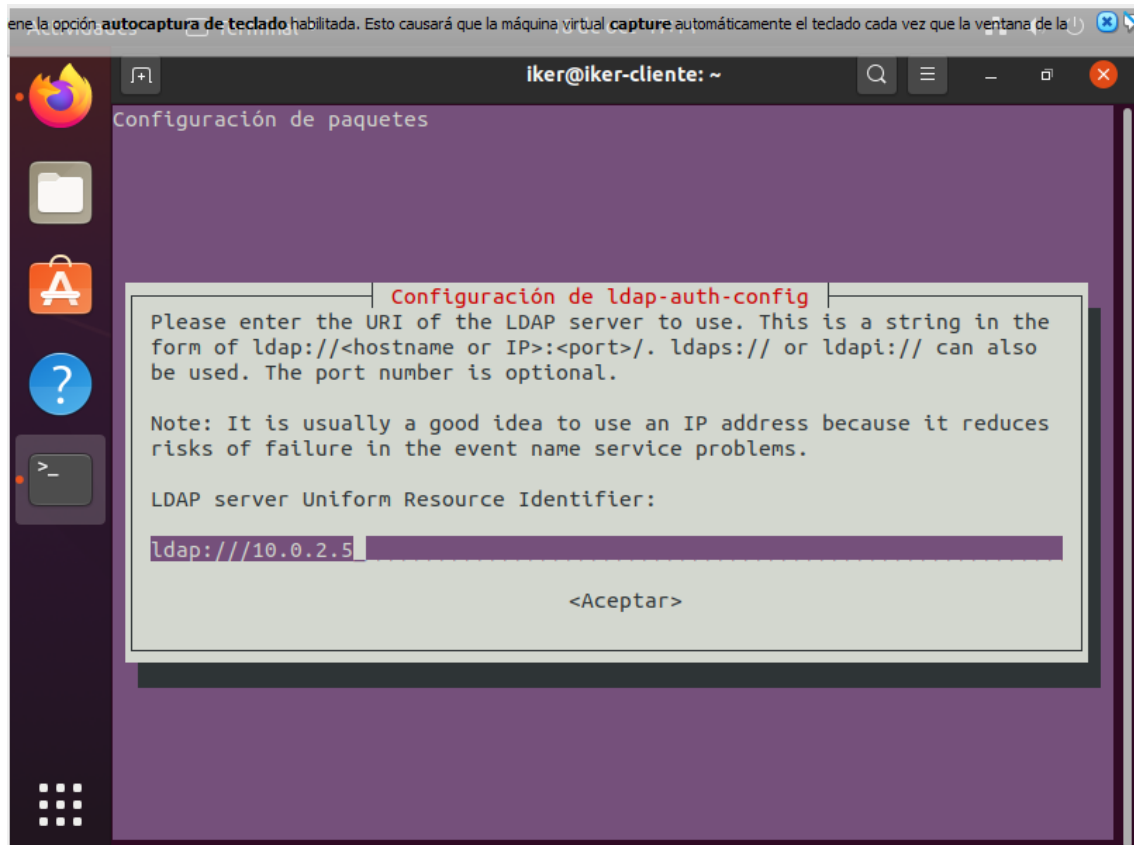 ene la opción autocaptura de teclado habilitada. Esto causará que la máquina virtual capture automáticamente el teclado cada vez que la ventana de la
iker@iker-cliente: ~
Configuración de paquetes
Configuración de ldap-auth-config
Please enter the URI of the LDAP server to use. This is a string in the
form of ldap://<hostname or IP>:<port>/. ldaps:// or ldapi:// can also
be used. The port number is optional.
Note: It is usually a good idea to use an IP address because it reduces
risks of failure in the event name service problems.
LDAP server Uniform Resource Identifier:
ldap:///10.0.2.5
<Aceptar>